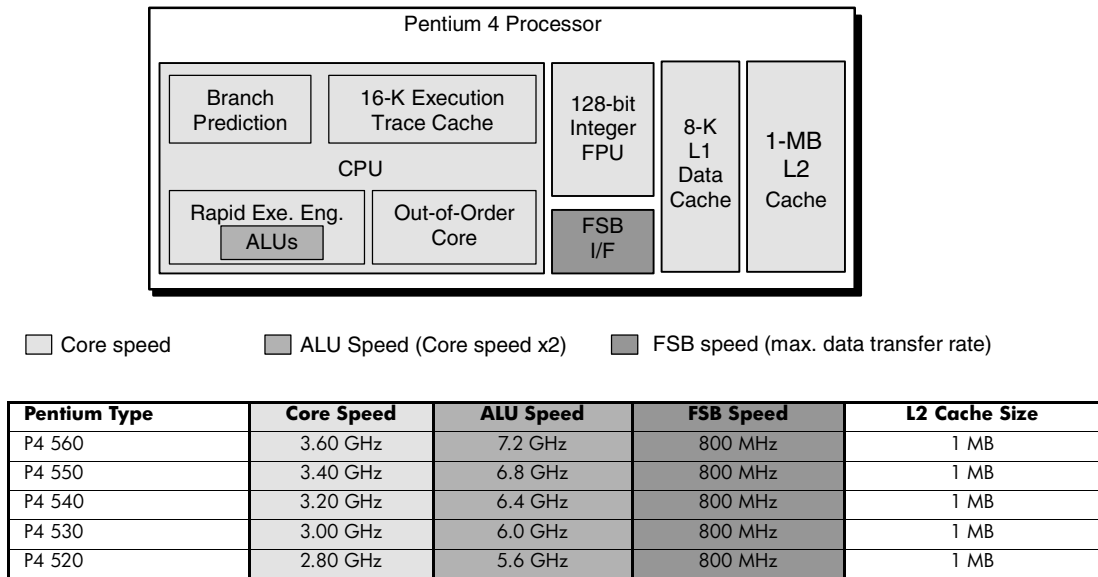 Pentium 4 Processor
Branch
Prediction
16-K Execution
Trace Cache
CPU
Rapid Exe. Eng.
ALUs
Out-of-Order
Core
128-bit
Integer
FPU
FSB
I/F
8-K
L1
Data
Cache
1-MB
L2
Cache
Core speed
ALU Speed (Core speed x2)
FSB speed (max. data transfer rate)
Pentium Type Core Speed ALU Speed FSB Speed L2 Cache Size
P4 560 3.60 GHz 7.2 GHz 800 MHz 1 MB
P4 550 3.40 GHz 6.8 GHz 800 MHz 1 MB
P4 540 3.20 GHz 6.4 GHz 800 MHz 1 MB
P4 530 3.00 GHz 6.0 GHz 800 MHz 1 MB
P4 520 2.80 GHz 5.6 GHz 800 MHz 1 MB